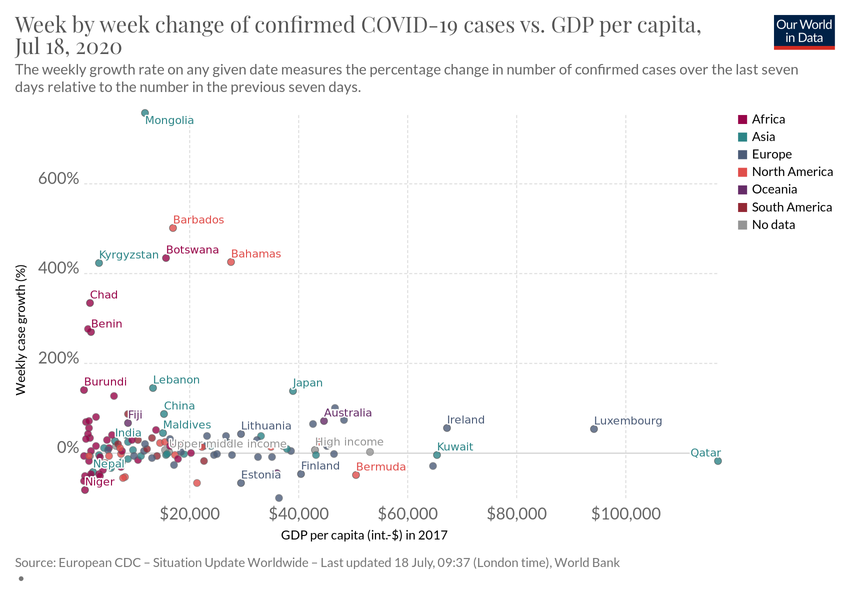 Week by week change of confirmed COVID-19 cases vs. GDP per capita,
Jul 18, 2020
Our World
in Data
The weekly growth rate on any given date measures the percentage change in number of confirmed cases over the last seven
days relative to the number in the previous seven days.
Africa
Asia
Europe
North America
Oceania
South America
No data
Weekly case growth (%)
600%
400%
200%
0%
Mongolia
Barbados
Botswana
Kyrgyzstan
Bahamas
Chad
Benin
Burundi
Lebanon
Japan
China
Fiji
Australia
Maldives
Lithuania
Ireland
Luxembourg
India
Upper middle income
High income
Kuwait
Qatar
Nepal
Estonia
Finland
Bermuda
Niger
$20,000
$40,000
$60,000
$80,000
$100,000
GDP per capita (int.-$) in 2017
Source: European CDC – Situation Update Worldwide – Last updated 18 July, 09:37 (London time), World Bank